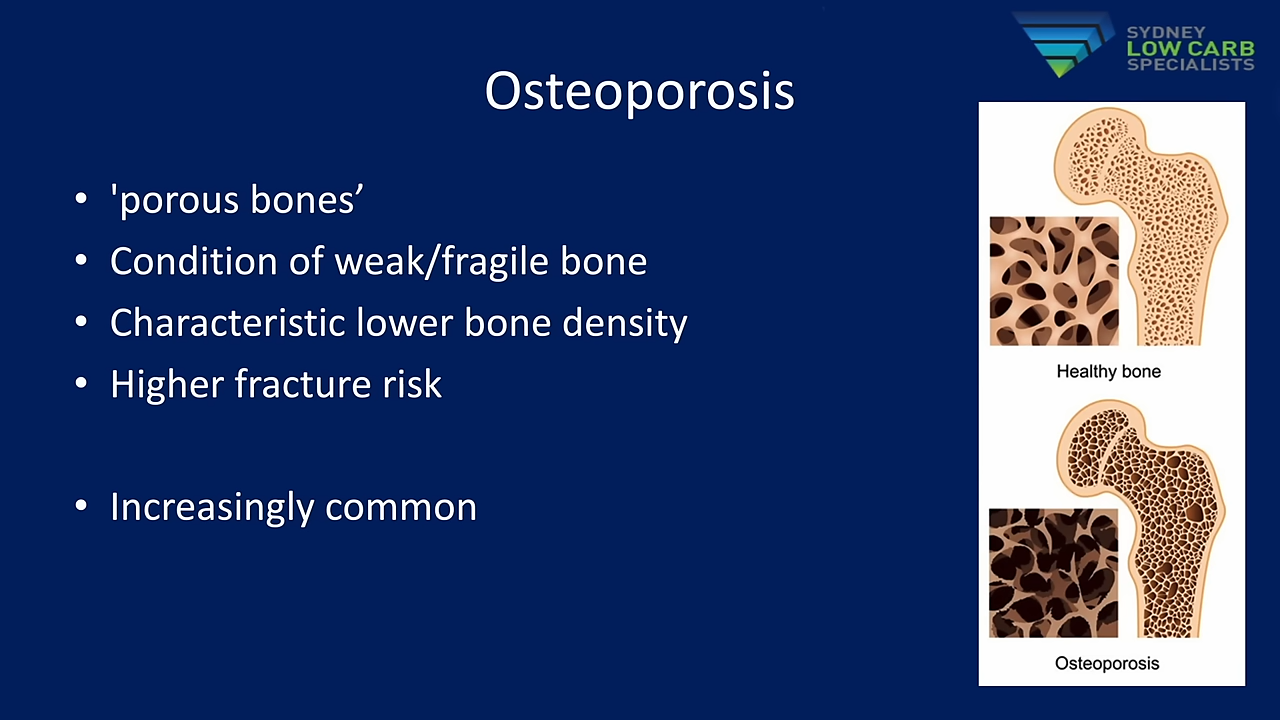 SYDNEY
LOW CARB
SPECIALISTS
Osteoporosis
• 'porous bones’
• Condition of weak/fragile bone
• Characteristic lower bone density
• Higher fracture risk
• Increasingly common
Healthy bone
Osteoporosis